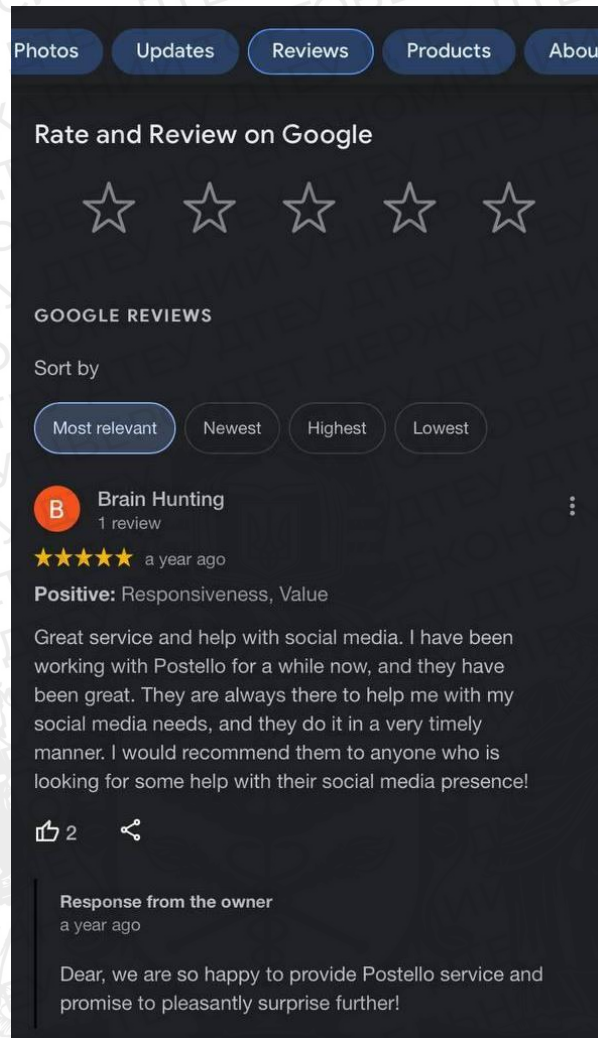 Photos Updates Reviews Products Abou
Rate and Review on Google
GOOGLE REVIEWS
Sort by
Most relevant Newest Highest Lowest
B Brain Hunting
1 review
a year ago
Positive: Responsiveness, Value
Great service and help with social media. I have been
working with Postello for a while now, and they have
been great. They are always there to help me with my
social media needs, and they do it in a very timely
manner. I would recommend them to anyone who is
looking for some help with their social media presence!
2
Response from the owner
a year ago
Dear, we are so happy to provide Postello service and
promise to pleasantly surprise further!